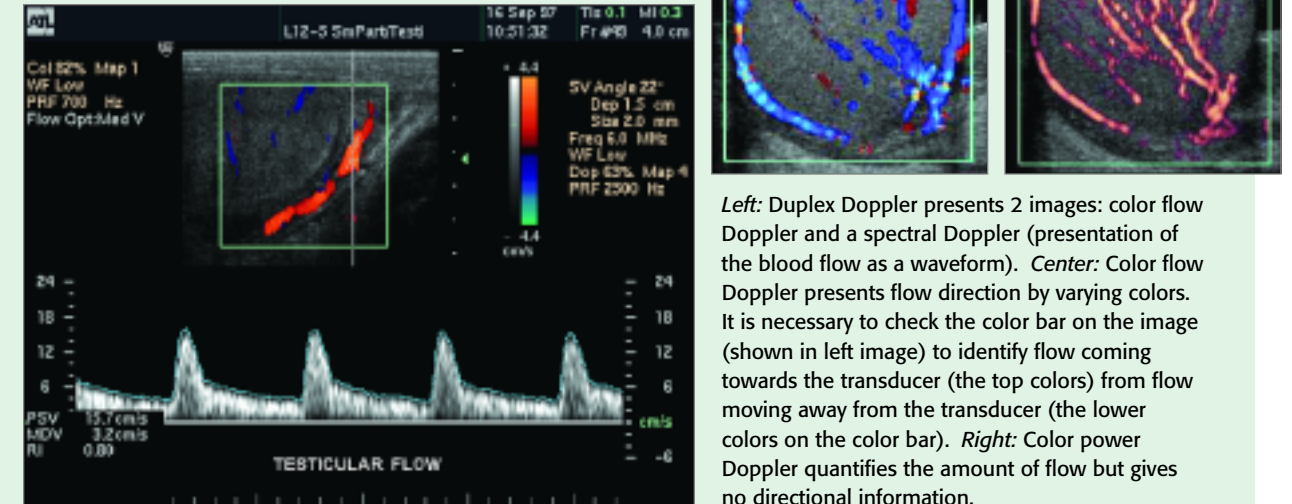 ATL
L12-5 SmPart/Testi
16 Sep 97
10:51:32
TIs 0.1 MI 0.3
Fr #45 4.0 cm
Col 82% Map 1
WF Low
PRF 700 Hz
Flow Opt:Med V
4.4
-4.4
cm/s
SV Angle 22°
Dep 1.5 cm
Size 2.0 mm
Freq 6.0 MHz
WF Low
Dop 63% Map 4
PRF 2500 Hz
24
18
12
6
24
18
12
6
cm/s
-6
PSV 15.7 cm/s
MDV 3.2 cm/s
RI 0.80
TESTICULAR FLOW
Left: Duplex Doppler presents 2 images: color flow
Doppler and a spectral Doppler (presentation of
the blood flow as a waveform). Center: Color flow
Doppler presents flow direction by varying colors.
It is necessary to check the color bar on the image
(shown in left image) to identify flow coming
towards the transducer (the top colors) from flow
moving away from the transducer (the lower
colors on the color bar). Right: Color power
Doppler quantifies the amount of flow but gives
no directional information.